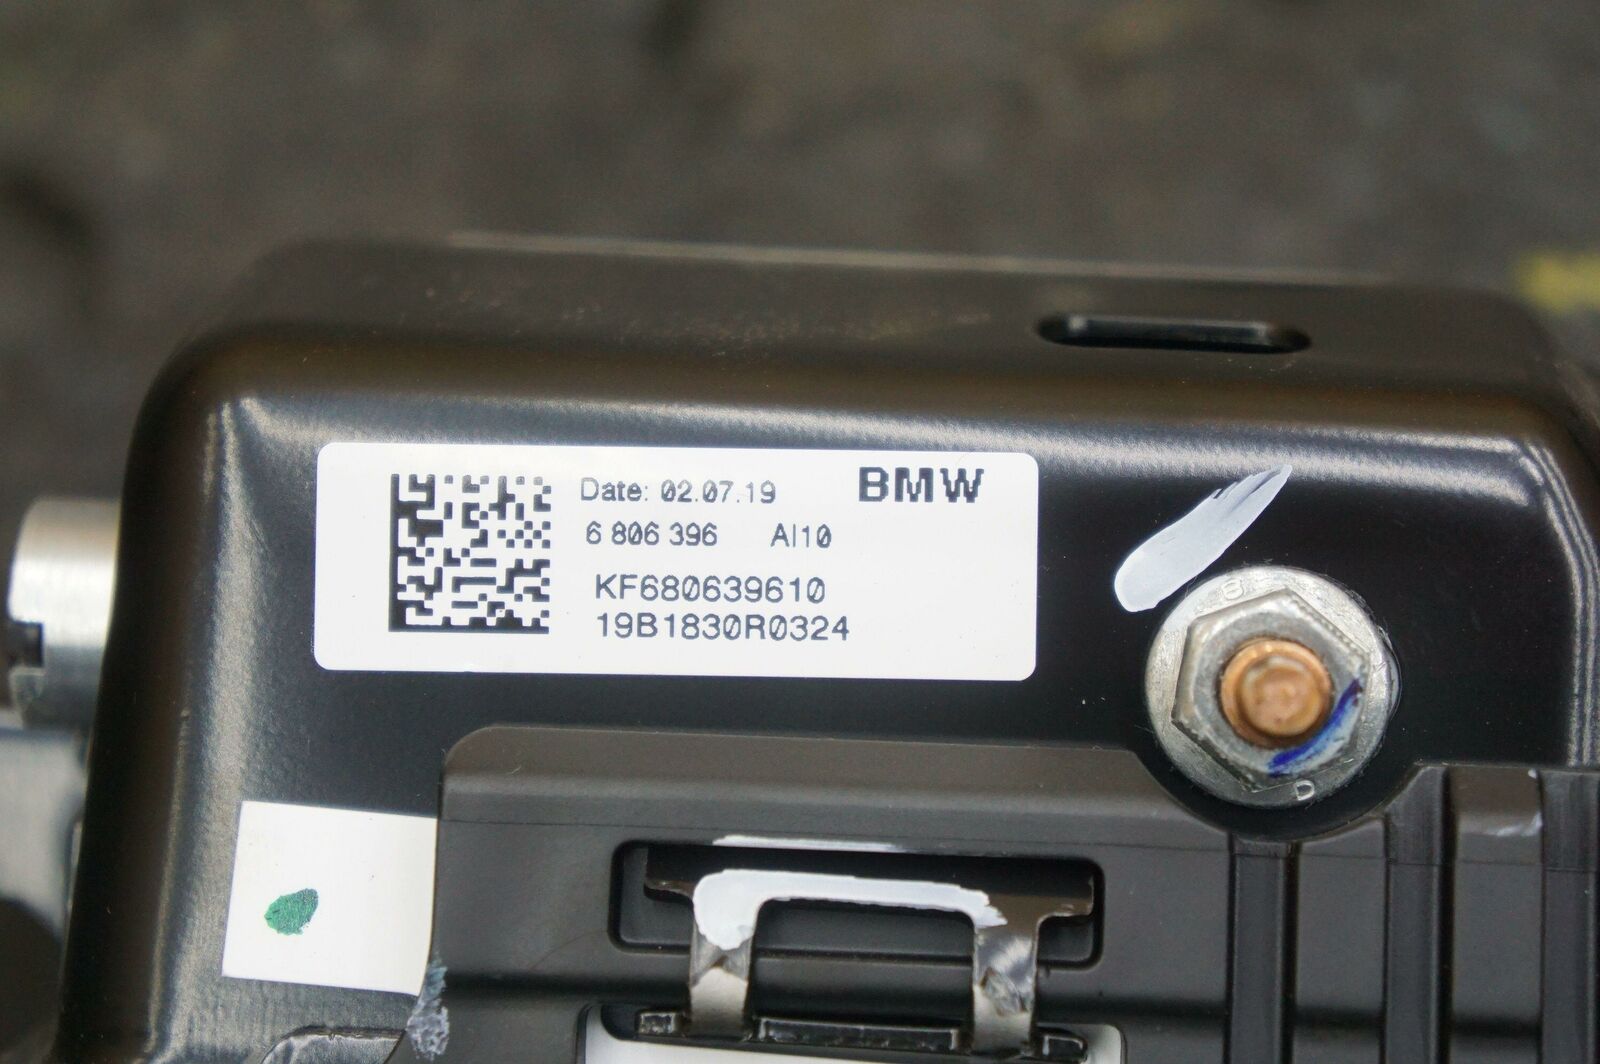 Date: 02.07.19 BMW
6 806 396 AI10
KF680639610
19B1830R0324
B
D